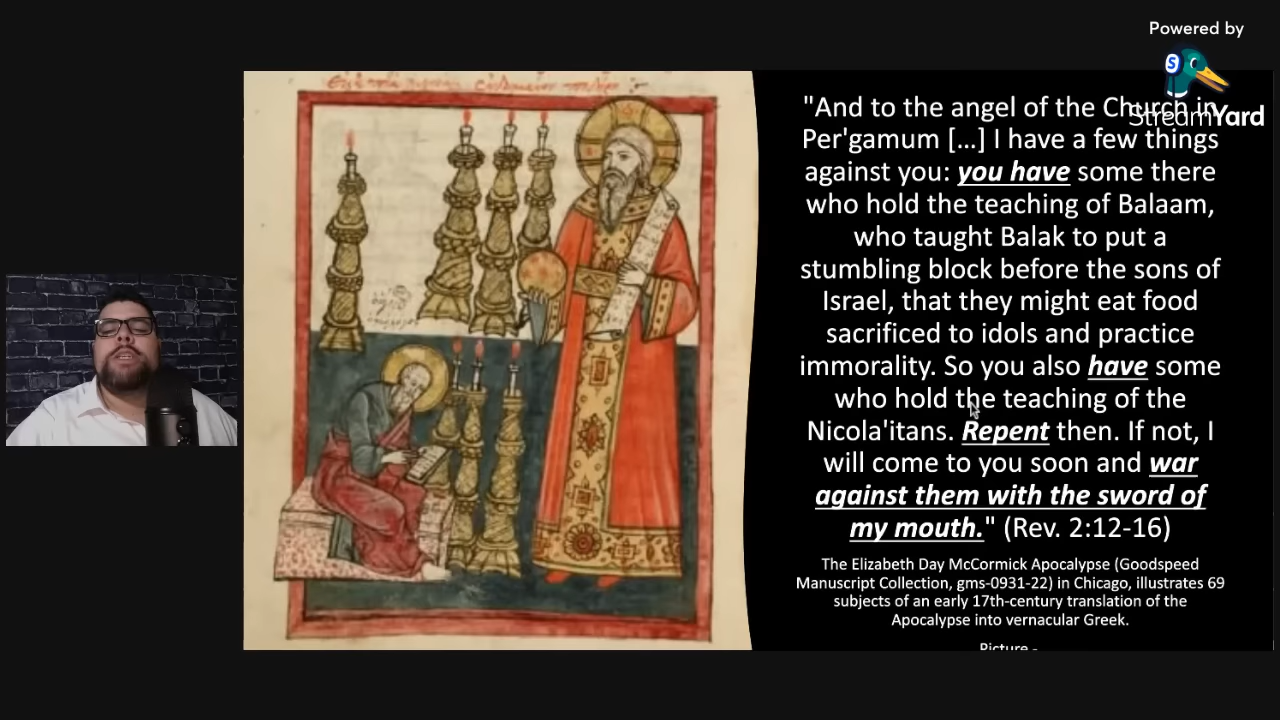 Powered by
StreamYard
"And to the angel of the Church in
Per'gamum [...] I have a few things
against you: you have some there
who hold the teaching of Balaam,
who taught Balak to put a
stumbling block before the sons of
Israel, that they might eat food
sacrificed to idols and practice
immorality. So you also have some
who hold the teaching of the
Nicola'itans. Repent then. If not, I
will come to you soon and war
against them with the sword of
my mouth." (Rev. 2:12-16)
The Elizabeth Day McCormick Apocalypse (Goodspeed
Manuscript Collection, gms-0931-22) in Chicago, illustrates 69
subjects of an early 17th-century translation of the
Apocalypse into vernacular Greek.
Picture -